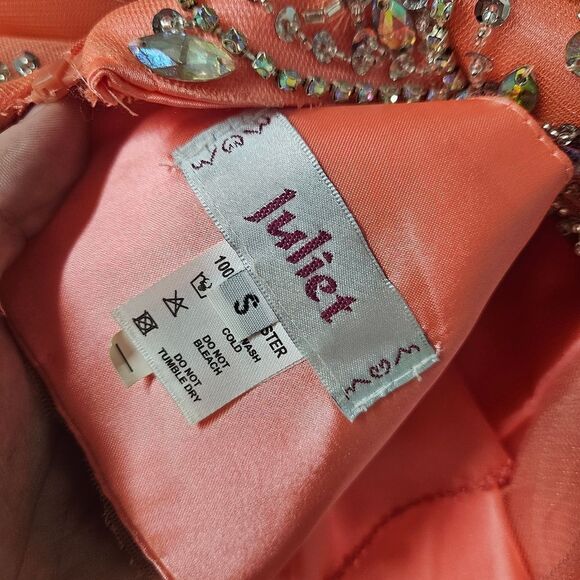 Juliet
S
100
STER
COLD WASH
DO NOT
BLEACH
DO NOT
TUMBLE DRY